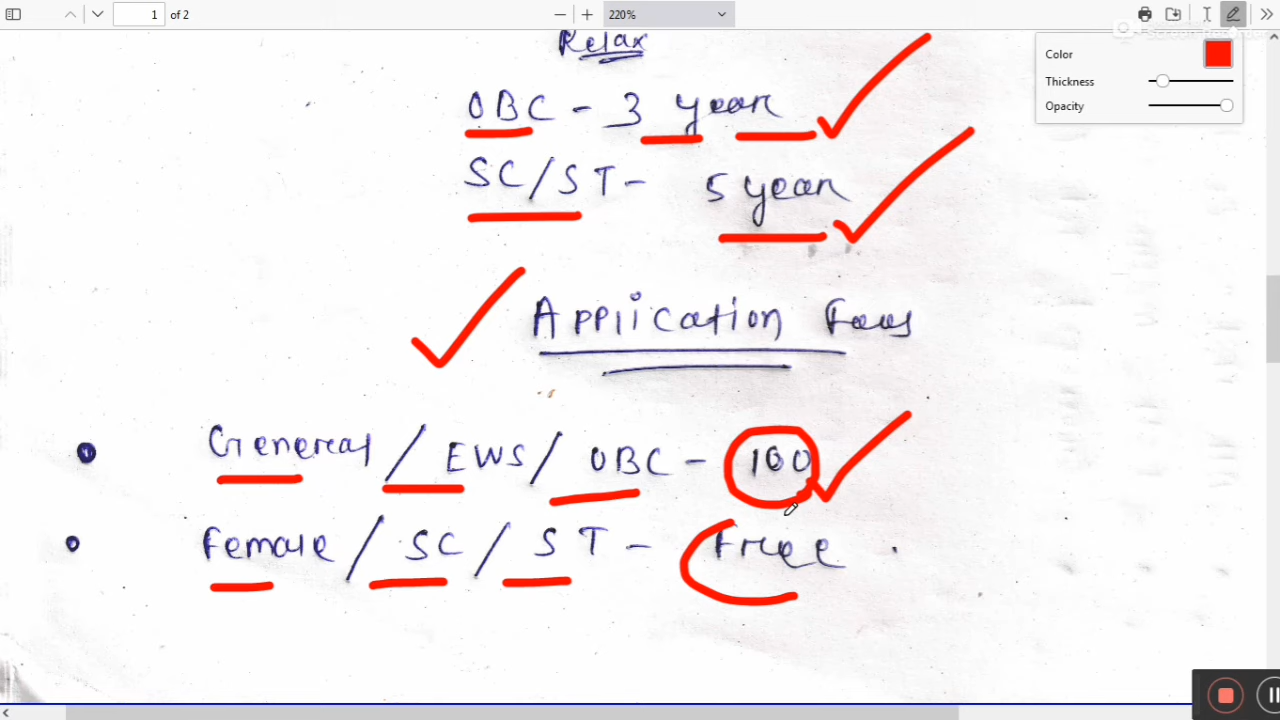 1 of 2
220%
Color
Thickness
Opacity
Relax
OBC - 3 year
SC/ST - 5 year
Application Fees
General / EWS / OBC - 100
Female / SC / ST - Free .